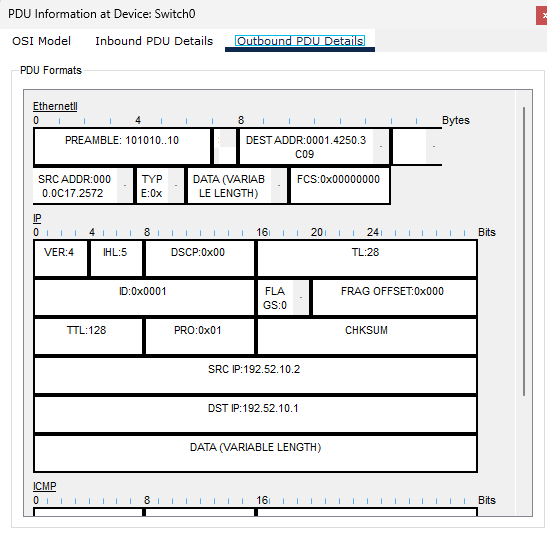 PDU Information at Device: Switch0
OSI Model Inbound PDU Details Outbound PDU Details
PDU Formats
EthernetII
0 4 8 Bytes
PREAMBLE: 101010..10 DEST ADDR:0001.4250.3
C09
SRC ADDR:000 TYP DATA (VARIAB FCS:0x00000000
0.0C17.2572 E:0x LE LENGTH)
IP
0 4 8 16 20 24 Bits
VER:4 IHL:5 DSCP:0x00 TL:28
ID:0x0001 FLA FRAG OFFSET:0x000
GS:0
TTL:128 PRO:0x01 CHKSUM
SRC IP:192.52.10.2
DST IP:192.52.10.1
DATA (VARIABLE LENGTH)
ICMP
0 8 16 Bits